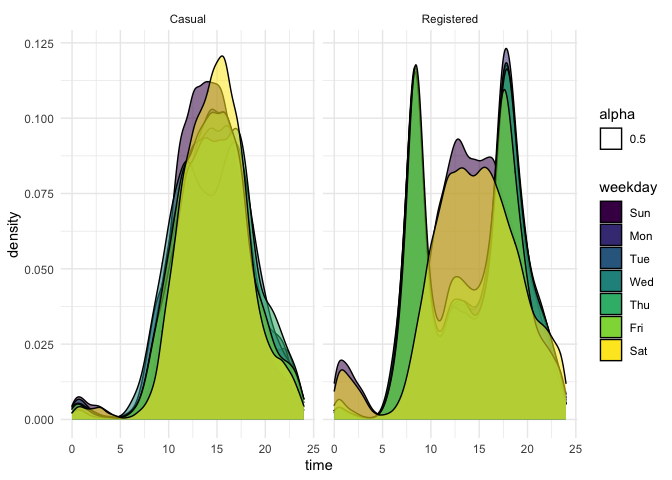 Casual Registered
0.125
0.100
0.075
0.050
0.025
0.000
density
0 5 10 15 20 25 0 5 10 15 20 25
time
alpha
0.5
weekday
Sun
Mon
Tue
Wed
Thu
Fri
Sat